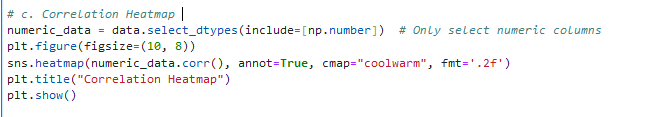 # c. Correlation Heatmap
numeric_data = data.select_dtypes(include=[np.number])  # Only select numeric columns
plt.figure(figsize=(10, 8))
sns.heatmap(numeric_data.corr(), annot=True, cmap="coolwarm", fmt='.2f')
plt.title("Correlation Heatmap")
plt.show()